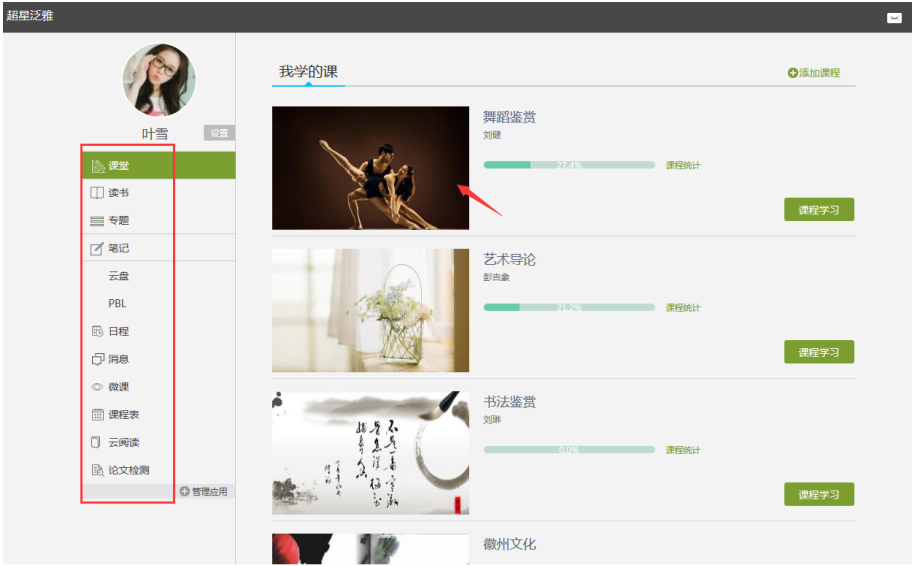 超星泛雅
叶雪
设置
课堂
读书
专题
笔记
云盘
PBL
日程
消息
微课
课程表
云阅读
论文检测
管理应用
我学的课
添加课程
舞蹈鉴赏
刘健
27.4%
课程统计
课程学习
艺术导论
彭吉象
21.2%
课程统计
课程学习
书法鉴赏
刘琳
0.0%
课程统计
课程学习
徽州文化